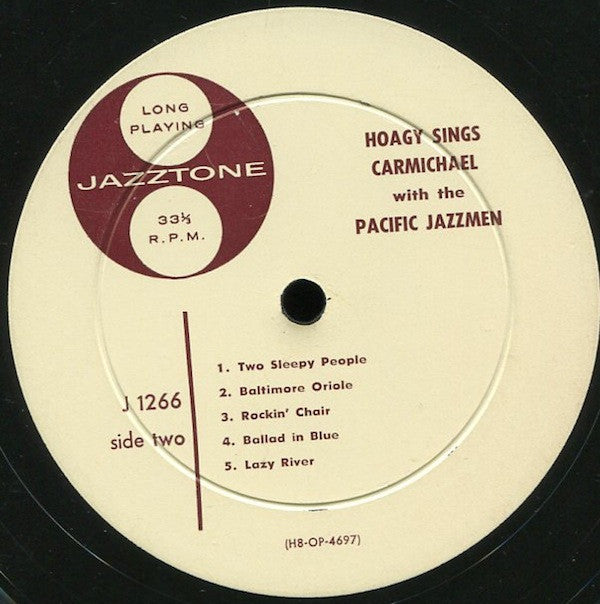 LONG
PLAYING
JAZZTONE
33⅓
R.P.M.
HOAGY SINGS
CARMICHAEL
with the
PACIFIC JAZZMEN
J 1266
side two
1. Two Sleepy People
2. Baltimore Oriole
3. Rockin' Chair
4. Ballad in Blue
5. Lazy River
(H8-OP-4697)